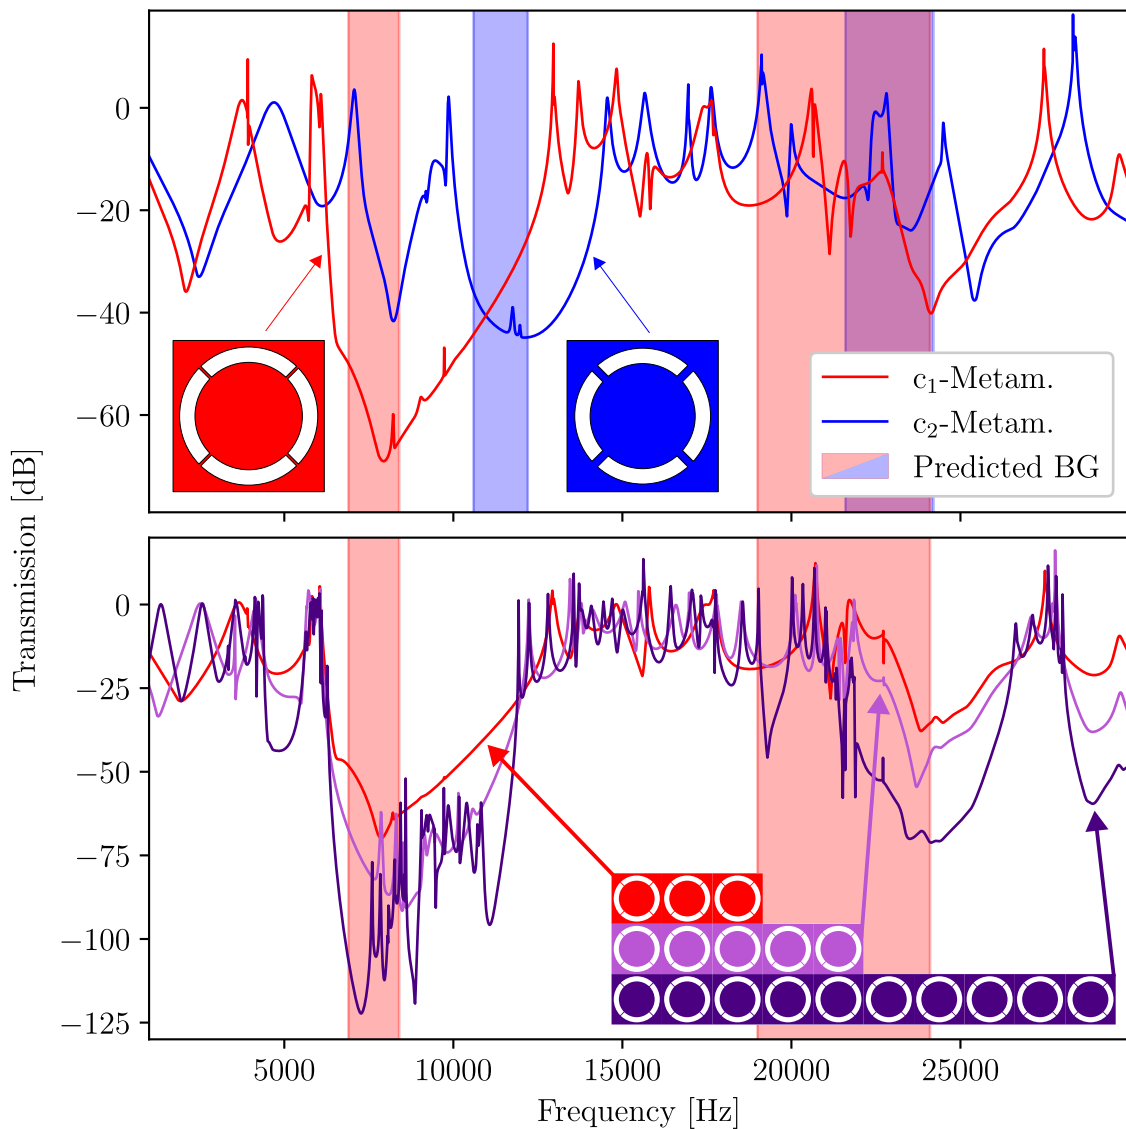 0
−20
−40
−60
c₁-Metam.
c₂-Metam.
Predicted BG
Transmission [dB]
0
−25
−50
−75
−100
−125
5000 10000 15000 20000 25000
Frequency [Hz]